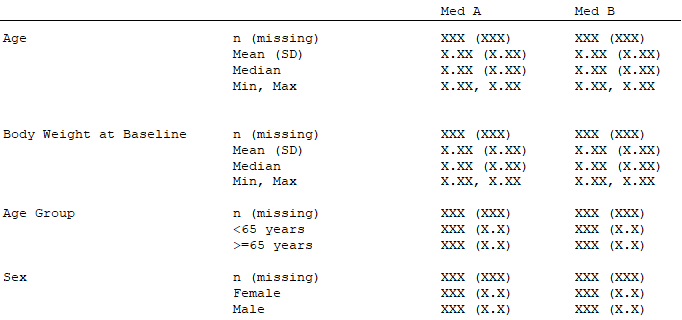 Med A Med B
Age n (missing) XXX (XXX) XXX (XXX)
Mean (SD) X.XX (X.XX) X.XX (X.XX)
Median X.XX (X.XX) X.XX (X.XX)
Min, Max X.XX, X.XX X.XX, X.XX
Body Weight at Baseline n (missing) XXX (XXX) XXX (XXX)
Mean (SD) X.XX (X.XX) X.XX (X.XX)
Median X.XX (X.XX) X.XX (X.XX)
Min, Max X.XX, X.XX X.XX, X.XX
Age Group n (missing) XXX (XXX) XXX (XXX)
<65 years XXX (X.X) XXX (X.X)
>=65 years XXX (X.X) XXX (X.X)
Sex n (missing) XXX (XXX) XXX (XXX)
Female XXX (X.X) XXX (X.X)
Male XXX (X.X) XXX (X.X)